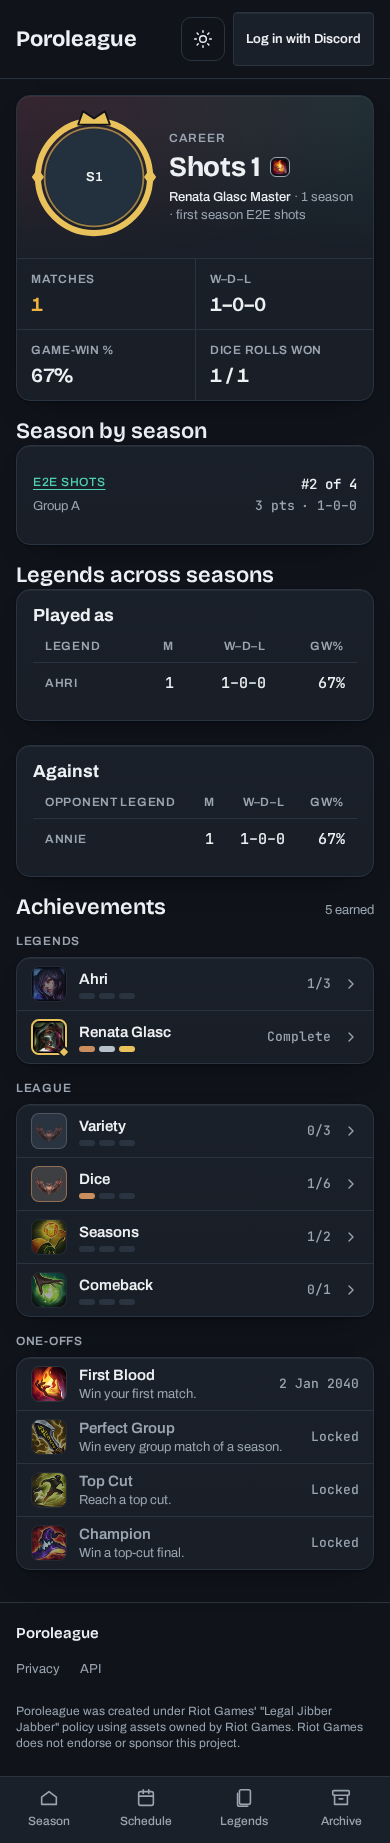 Poroleague
Log in with Discord
S1
CAREER
Shots 1
Renata Glasc Master · 1 season
· first season E2E shots
MATCHES
1
W–D–L
1–0–0
GAME-WIN %
67%
DICE ROLLS WON
1 / 1
Season by season
E2E SHOTS
#2 of 4
Group A
3 pts · 1–0–0
Legends across seasons
Played as
LEGEND M W–D–L GW%
AHRI 1 1–0–0 67%
Against
OPPONENT LEGEND M W–D–L GW%
ANNIE 1 1–0–0 67%
Achievements
5 earned
LEGENDS
Ahri
1/3
Renata Glasc
Complete
LEAGUE
Variety
0/3
Dice
1/6
Seasons
1/2
Comeback
0/1
ONE-OFFS
First Blood
Win your first match.
2 Jan 2040
Perfect Group
Win every group match of a season.
Locked
Top Cut
Reach a top cut.
Locked
Champion
Win a top-cut final.
Locked
Poroleague
Privacy API
Poroleague was created under Riot Games' "Legal Jibber
Jabber" policy using assets owned by Riot Games. Riot Games
does not endorse or sponsor this project.
Season Schedule Legends Archive